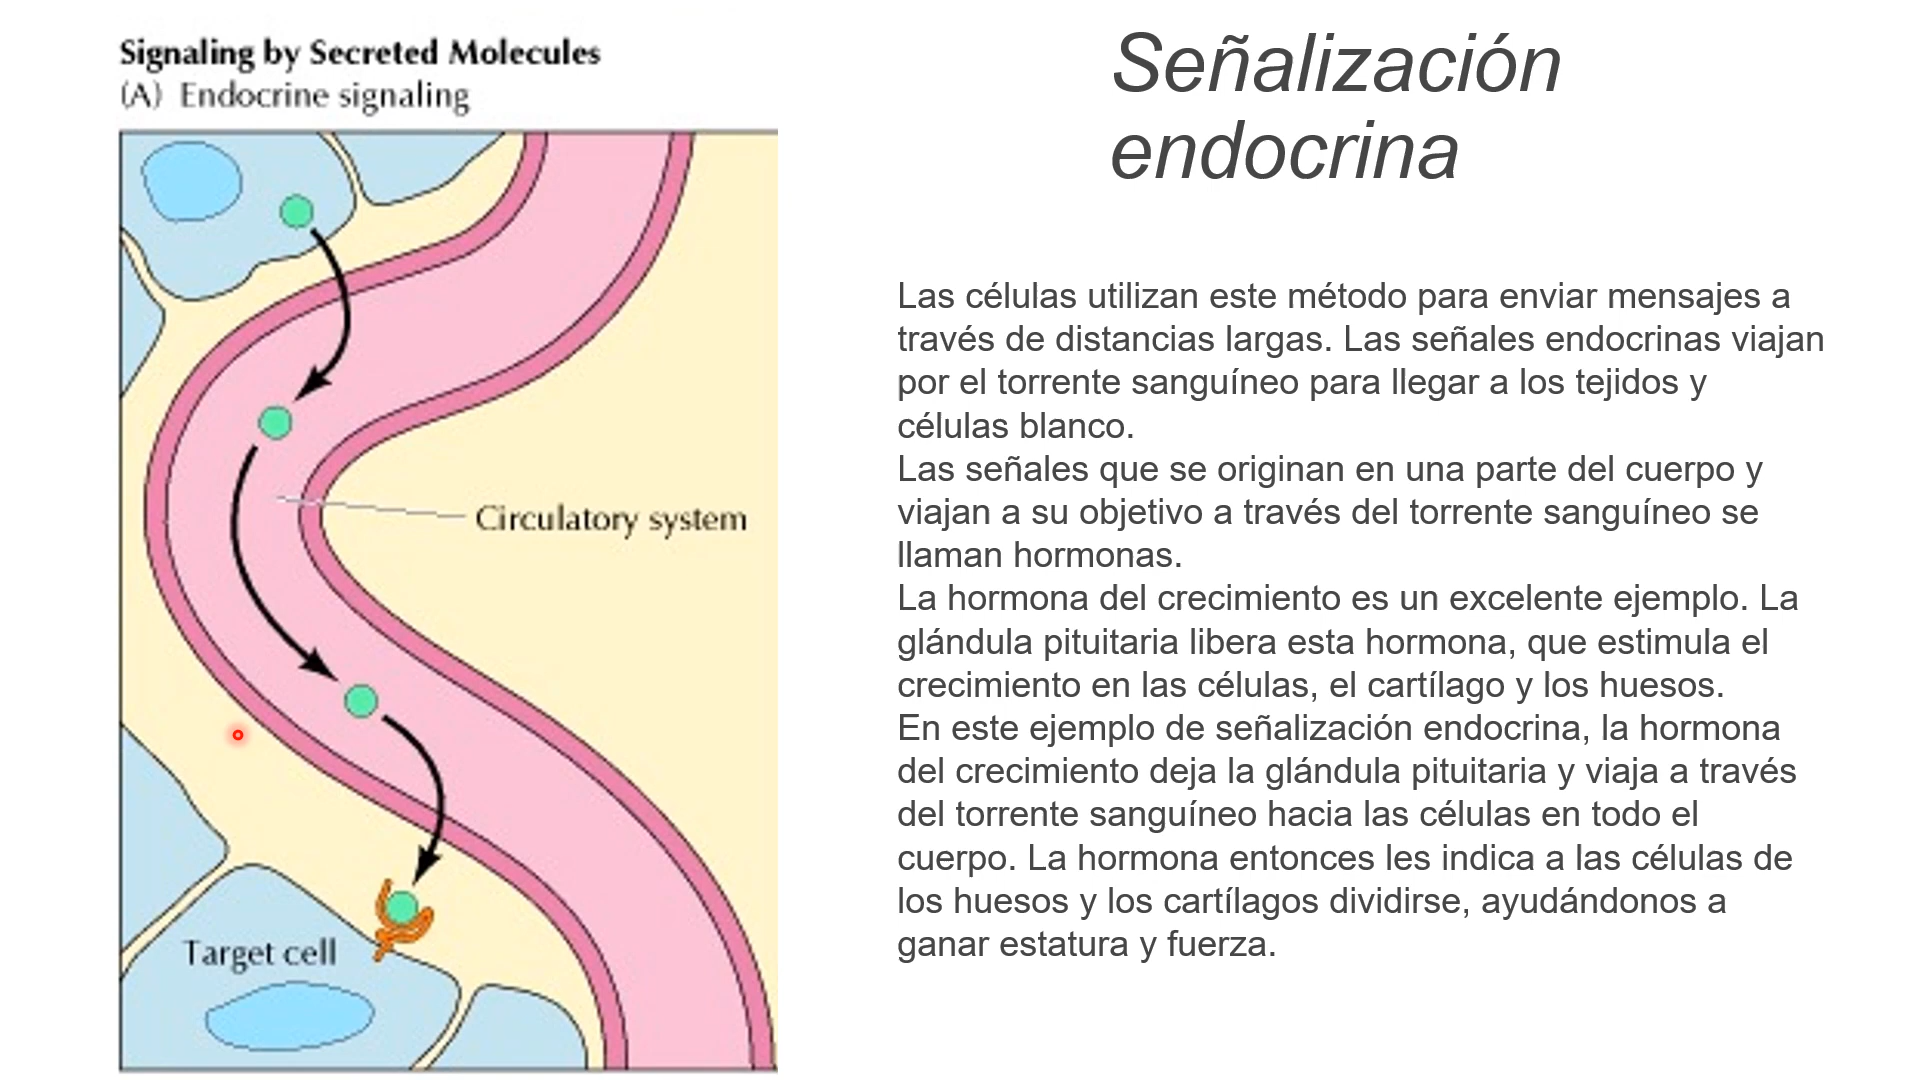 Signaling by Secreted Molecules
(A) Endocrine signaling
Circulatory system
Target cell
Señalización
endocrina
Las células utilizan este método para enviar mensajes a
través de distancias largas. Las señales endocrinas viajan
por el torrente sanguíneo para llegar a los tejidos y
células blanco.
Las señales que se originan en una parte del cuerpo y
viajan a su objetivo a través del torrente sanguíneo se
llaman hormonas.
La hormona del crecimiento es un excelente ejemplo. La
glándula pituitaria libera esta hormona, que estimula el
crecimiento en las células, el cartílago y los huesos.
En este ejemplo de señalización endocrina, la hormona
del crecimiento deja la glándula pituitaria y viaja a través
del torrente sanguíneo hacia las células en todo el
cuerpo. La hormona entonces les indica a las células de
los huesos y los cartílagos dividirse, ayudándonos a
ganar estatura y fuerza.